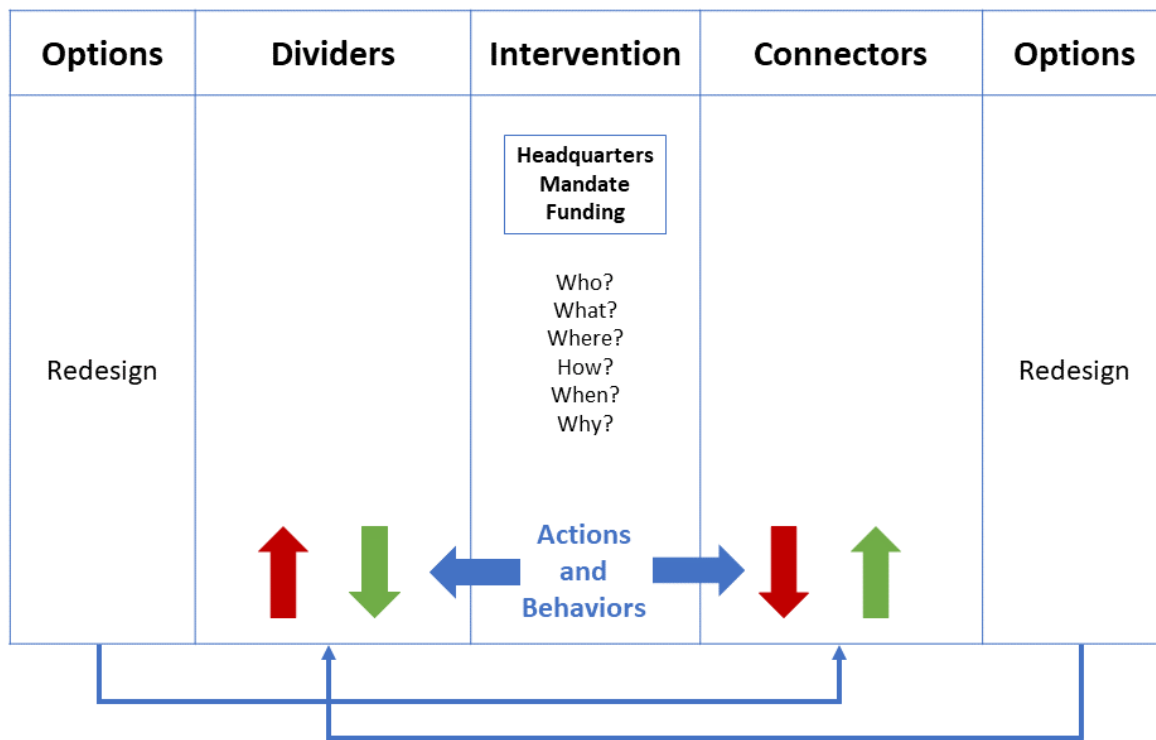 Options
Dividers
Intervention
Connectors
Options
Redesign
Headquarters
Mandate
Funding
Who?
What?
Where?
How?
When?
Why?
Actions
and
Behaviors
Redesign